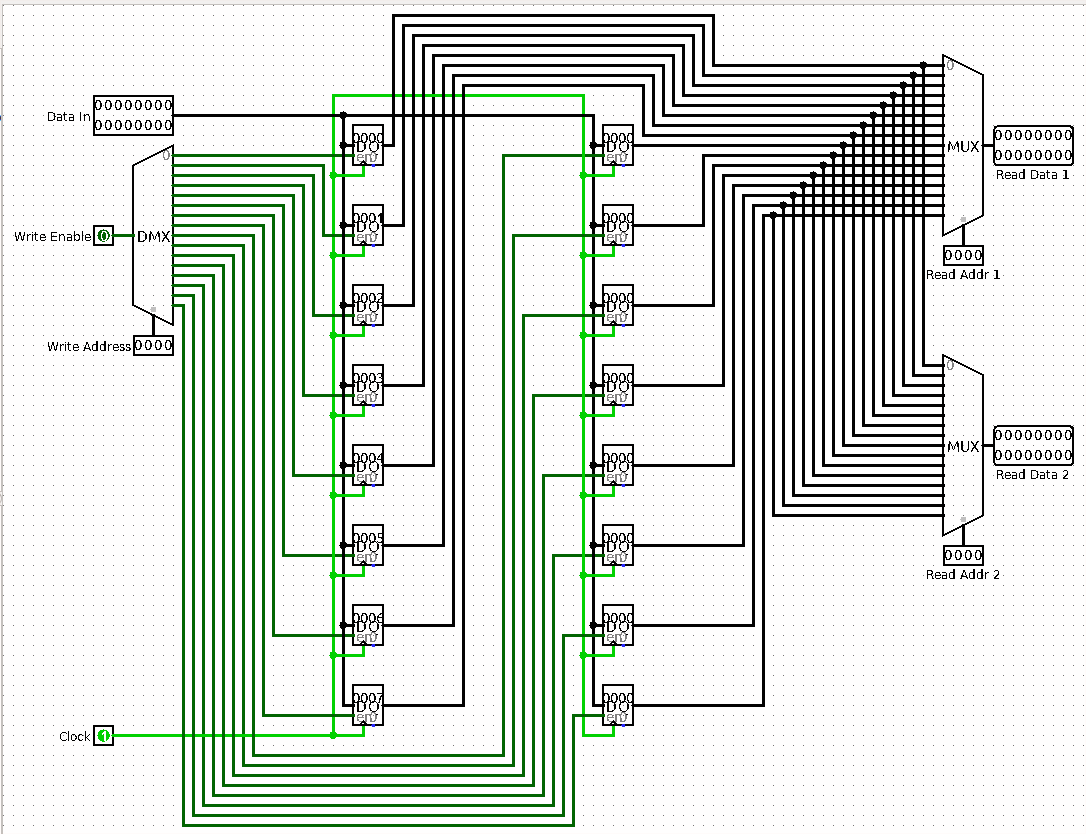 Data In
00000000
00000000
0
Write Enable
0
DMX
Write Address
0000
Clock
1
0000
D Q
en 0
0001
D Q
en 0
0002
D Q
en 0
0003
D Q
en 0
0004
D Q
en 0
0005
D Q
en 0
0006
D Q
en 0
0007
D Q
en 0
0000
D Q
en 0
0000
D Q
en 0
0000
D Q
en 0
0000
D Q
en 0
0000
D Q
en 0
0000
D Q
en 0
0000
D Q
en 0
0000
D Q
en 0
0
MUX
00000000
00000000
Read Data 1
0000
Read Addr 1
0
MUX
00000000
00000000
Read Data 2
0000
Read Addr 2